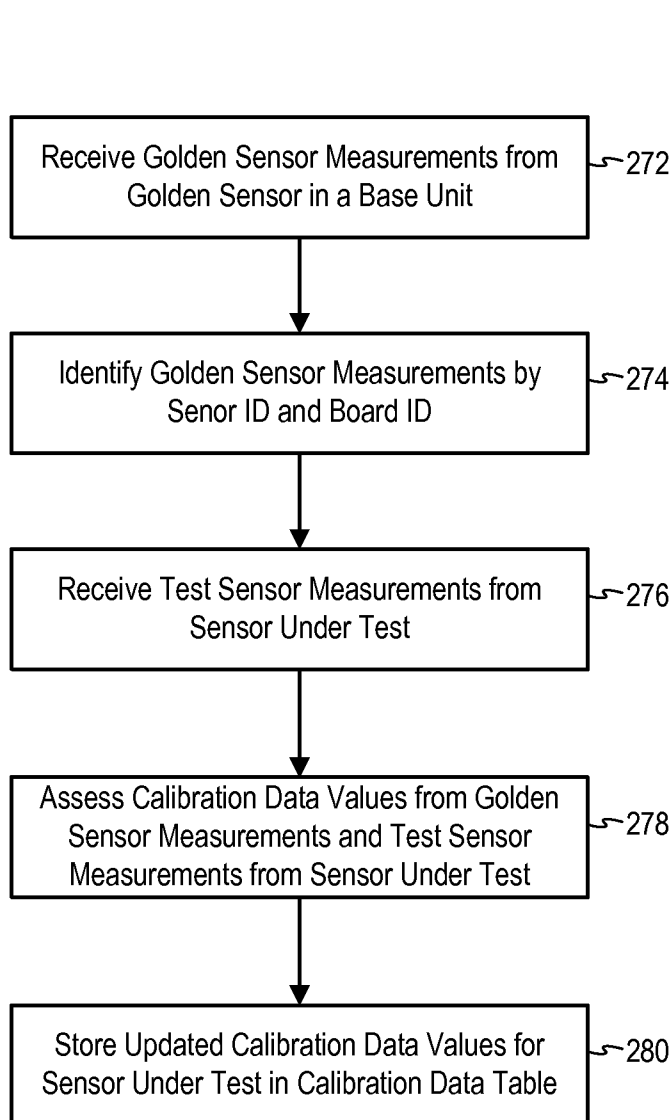 Receive Golden Sensor Measurements from
Golden Sensor in a Base Unit
272
Identify Golden Sensor Measurements by
Senor ID and Board ID
274
Receive Test Sensor Measurements from
Sensor Under Test
276
Assess Calibration Data Values from Golden
Sensor Measurements and Test Sensor
Measurements from Sensor Under Test
278
Store Updated Calibration Data Values for
Sensor Under Test in Calibration Data Table
280